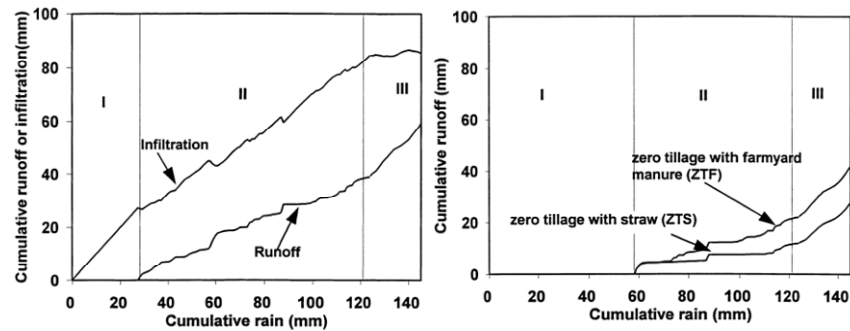 Cumulative runoff or infiltration(mm)
100
80
60
40
20
0
I
II
III
Infiltration
Runoff
0 20 40 60 80 100 120 140
Cumulative rain (mm)
Cumulative runoff (mm)
100
80
60
40
20
0
I
II
III
zero tillage with farmyard
manure (ZTF)
zero tillage with straw (ZTS)
0 20 40 60 80 100 120 140
Cumulative rain (mm)